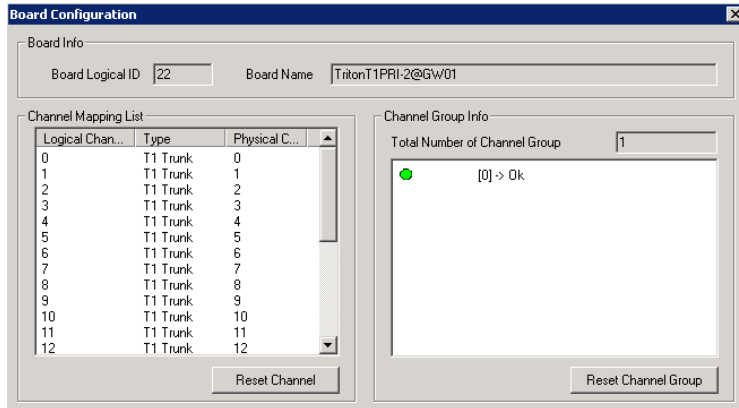 Board Configuration
Board Info
Board Logical ID 22 Board Name TritonT1PRI-2@GW01
Channel Mapping List
Logical Chan... Type Physical C...
0 T1 Trunk 0
1 T1 Trunk 1
2 T1 Trunk 2
3 T1 Trunk 3
4 T1 Trunk 4
5 T1 Trunk 5
6 T1 Trunk 6
7 T1 Trunk 7
8 T1 Trunk 8
9 T1 Trunk 9
10 T1 Trunk 10
11 T1 Trunk 11
12 T1 Trunk 12
Reset Channel
Channel Group Info
Total Number of Channel Group 1
[0] -> Ok
Reset Channel Group